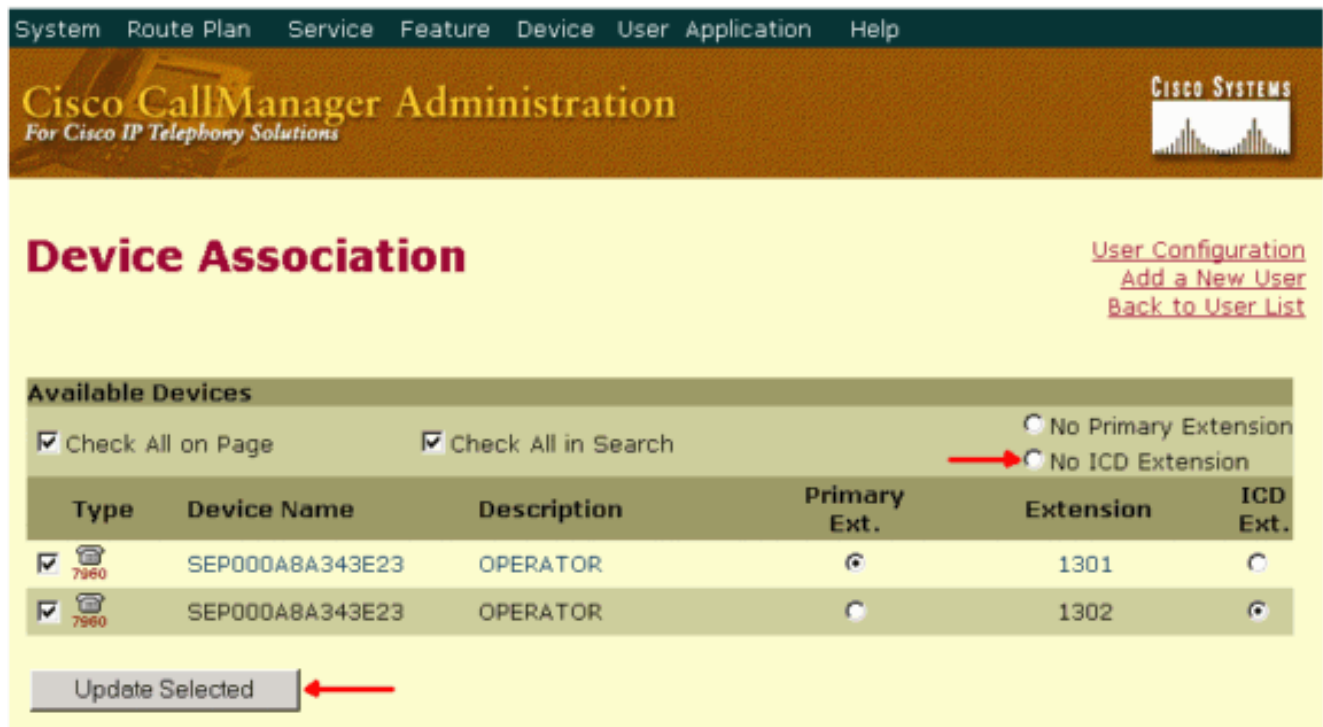 System Route Plan Service Feature Device User Application Help
Cisco CallManager Administration
For Cisco IP Telephony Solutions
CISCO SYSTEMS
Device Association
User Configuration
Add a New User
Back to User List
Available Devices
Check All on Page Check All in Search No Primary Extension
No ICD Extension
Type Device Name Description Primary Ext. Extension ICD Ext.
7960 SEP000A8A343E23 OPERATOR 1301
7960 SEP000A8A343E23 OPERATOR 1302
Update Selected